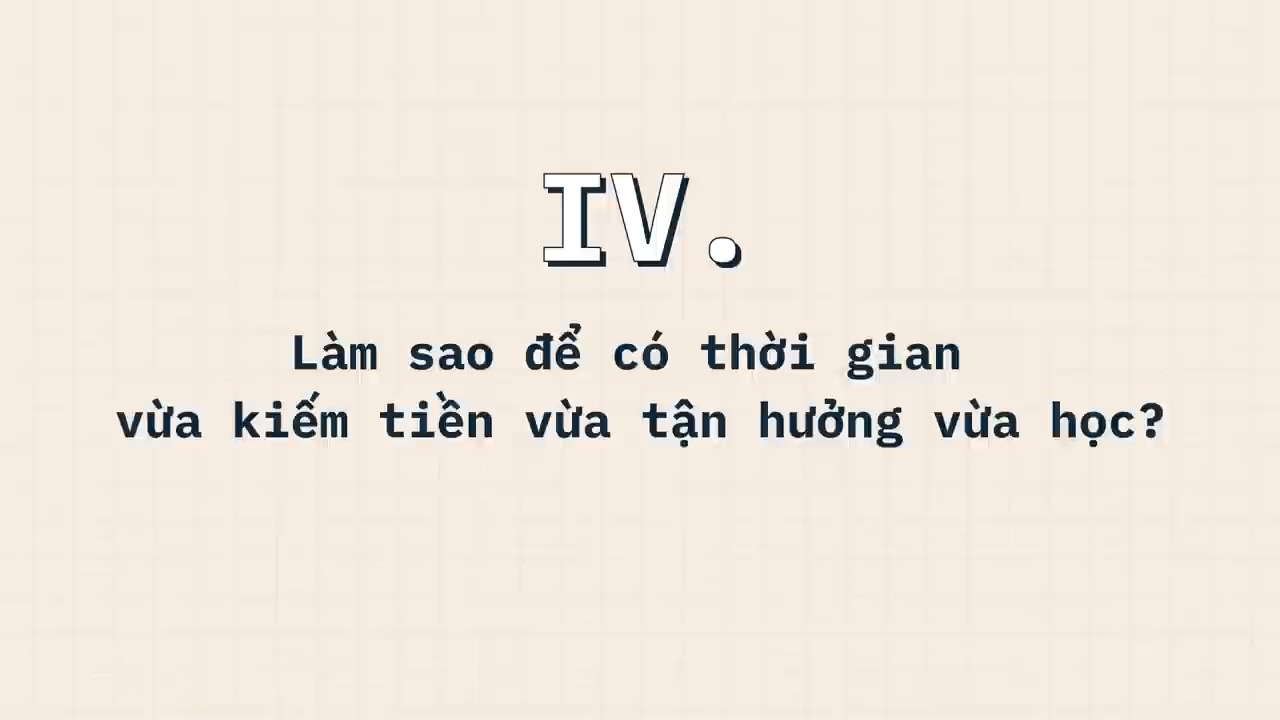 IV.
Làm sao để có thời gian
vừa kiếm tiền vừa tận hưởng vừa học?